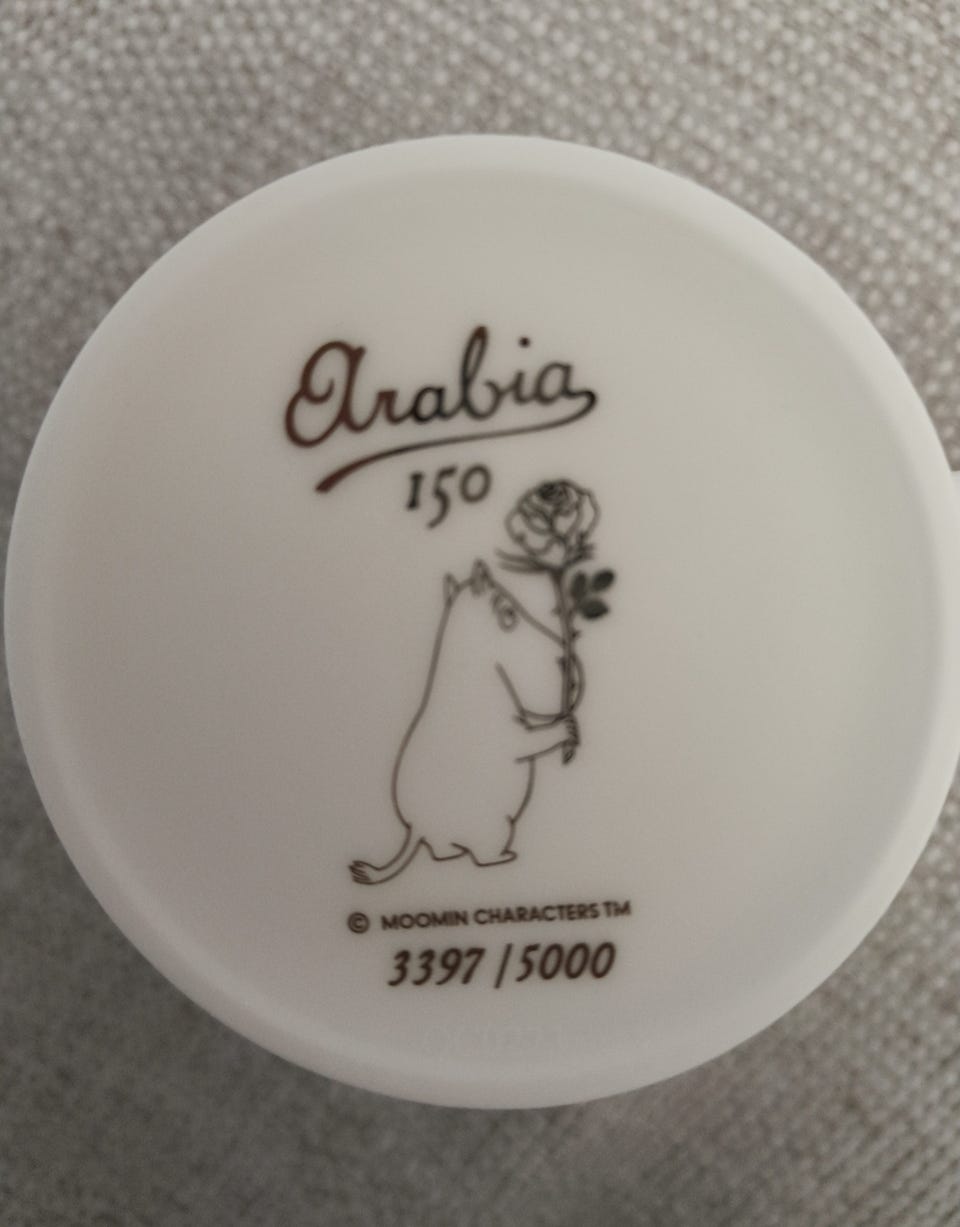 Arabia
150
© MOOMIN CHARACTERS TM
3397 / 5000